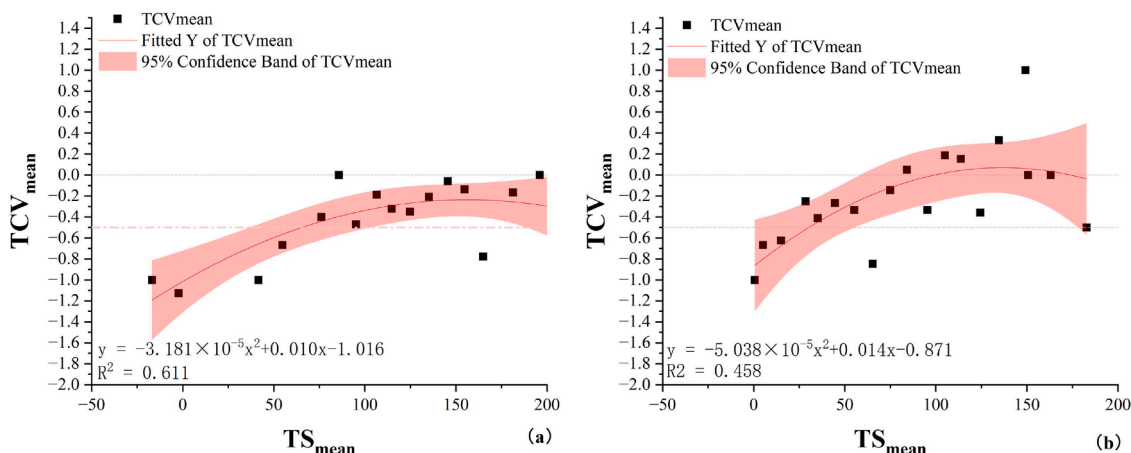 TCVmean
Fitted Y of TCVmean
95% Confidence Band of TCVmean
1.4
1.2
1.0
0.8
0.6
0.4
0.2
0.0
−0.2
−0.4
−0.6
−0.8
−1.0
−1.2
−1.4
−1.6
−1.8
−2.0
TCVmean
y = −3.181×10⁻⁵x²+0.010x-1.016
R² = 0.611
−50 0 50 100 150 200
TSmean
(a)
TCVmean
Fitted Y of TCVmean
95% Confidence Band of TCVmean
1.4
1.2
1.0
0.8
0.6
0.4
0.2
0.0
−0.2
−0.4
−0.6
−0.8
−1.0
−1.2
−1.4
−1.6
−1.8
−2.0
TCVmean
y = −5.038×10⁻⁵x²+0.014x-0.871
R2 = 0.458
−50 0 50 100 150 200
TSmean
(b)